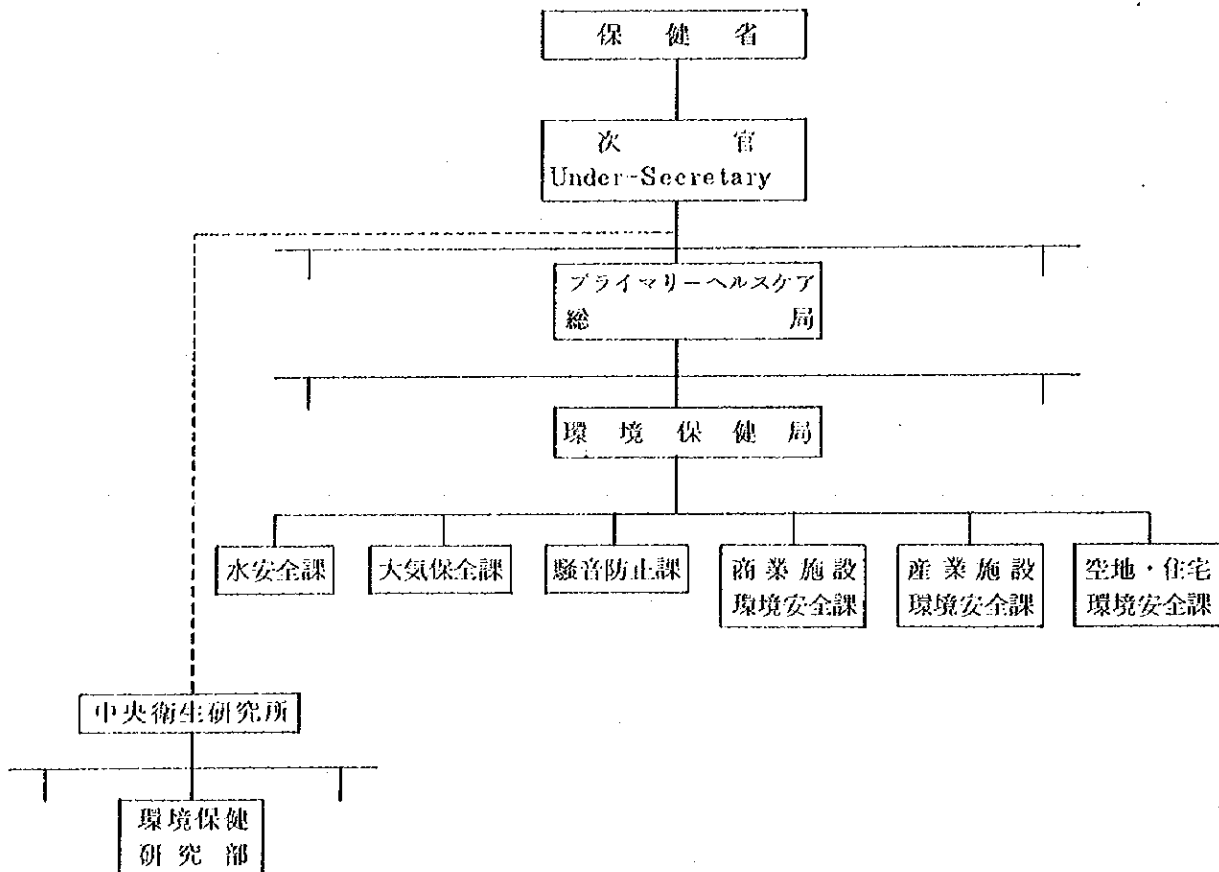 保健省
次官
Under-Secretary
プライマリーヘルスケア
総局
環境保健局
水安全課
大気保全課
騒音防止課
商業施設
環境安全課
産業施設
環境安全課
空地・住宅
環境安全課
中央衛生研究所
環境保健
研究部